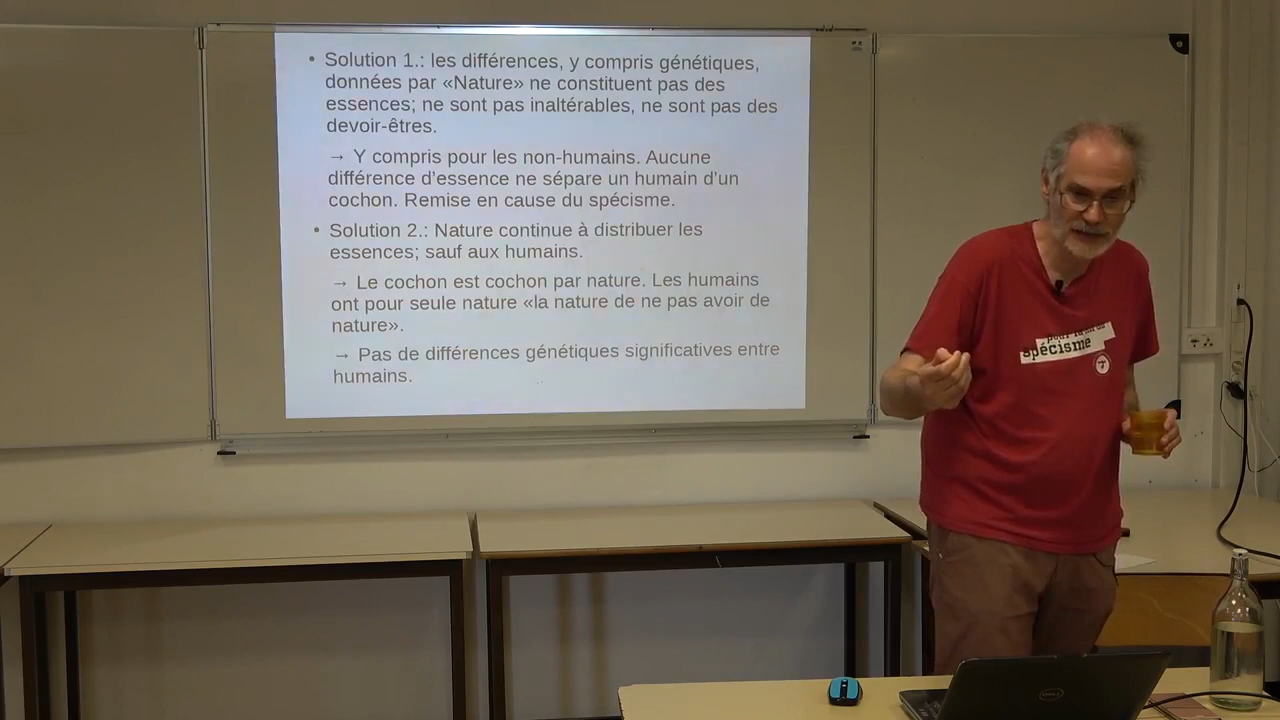 • Solution 1.: les différences, y compris génétiques,
données par «Nature» ne constituent pas des
essences; ne sont pas inaltérables, ne sont pas des
devoir-êtres.
→ Y compris pour les non-humains. Aucune
différence d’essence ne sépare un humain d’un
cochon. Remise en cause du spécisme.
• Solution 2.: Nature continue à distribuer les
essences; sauf aux humains.
→ Le cochon est cochon par nature. Les humains
ont pour seule nature «la nature de ne pas avoir de
nature».
→ Pas de différences génétiques significatives entre
humains.
pour
spécisme
DELL